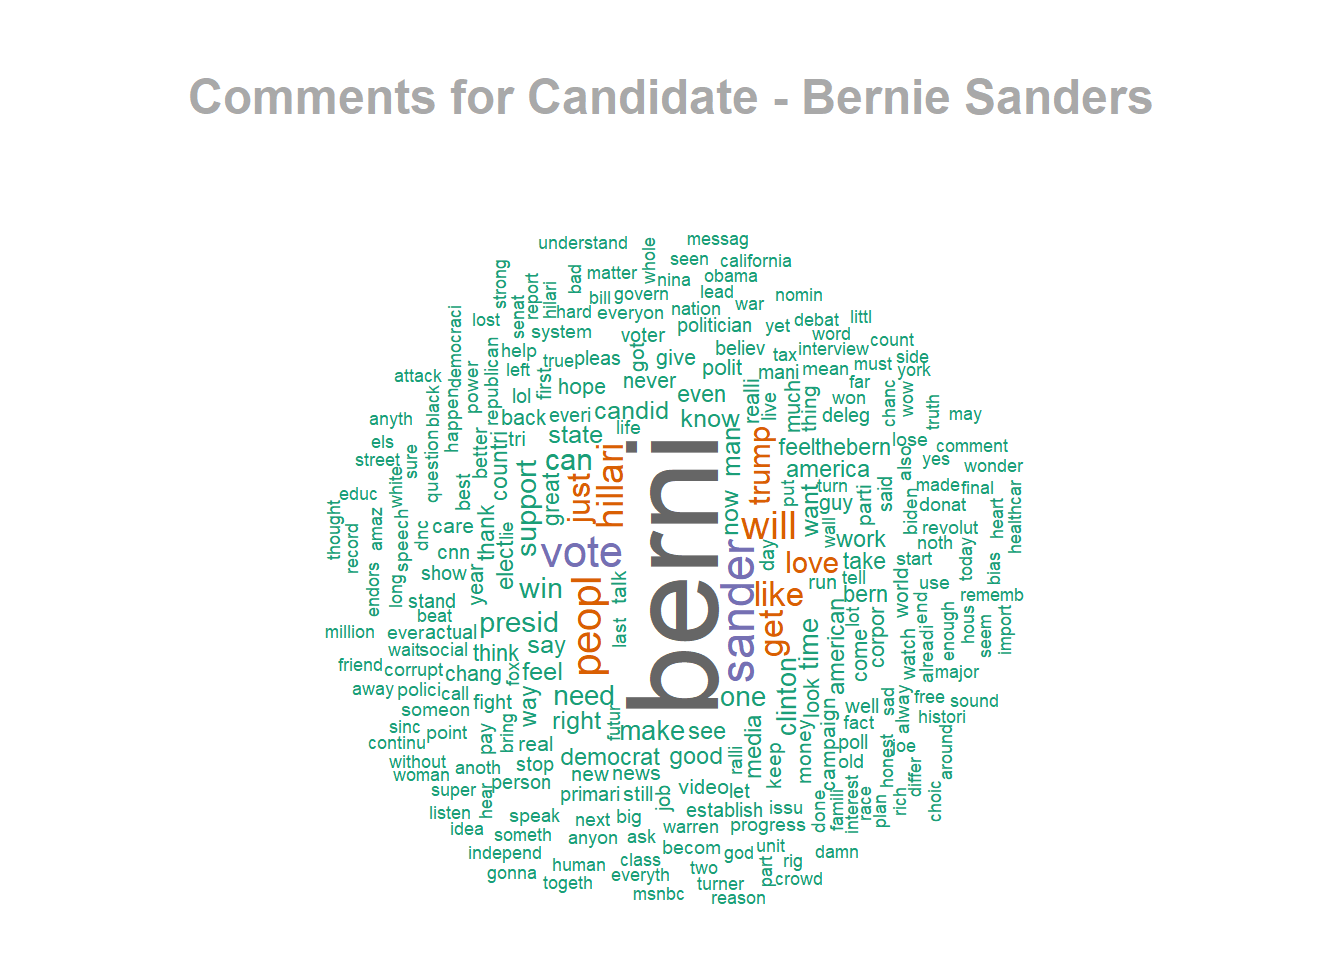 Comments for Candidate - Bernie Sanders
understand
messag
whole
seen
california
strong
report
hilari
bad
matter
nina
obama
bill
govern
lead
nomin
senat
hard
everyon
nation
war
democraci
lost
system
voter
politician
yet
debat
littl
word
count
republican
help
true
pleas
got
give
believ
tax
interview
side
attack
power
left
first
hope
never
polit
mani
mean
must
york
happen
lol
even
realli
live
much
far
chanc
wow
anyth
black
back
everi
candid
know
thing
won
deleg
truth
may
els
question
better
tri
state
life
man
feelthebern
lose
comment
street
sure
countri
can
hillari
berni
trump
america
also
yes
wonder
educ
white
best
support
great
just
now
put
want
turn
guy
parti
said
made
final
donat
biden
thought
record
amaz
speech
dnc
care
thank
elect
lie
vote
will
wall
work
revolut
heart
healthcar
cnn
day
noth
endors
long
show
year
win
peopl
talk
sander
love
like
run
tell
take
start
today
bias
stand
bern
world
use
rememb
beat
presid
last
get
lot
end
enough
hous
seem
import
million
ever
actual
say
time
american
come
corpor
watch
alreadi
wait
social
think
friend
corrupt
chang
fox
feel
clinton
look
major
away
polici
call
fight
way
need
one
well
sad
alway
free
sound
someon
right
futur
make
see
media
money
campaign
fact
histori
sinc
point
pay
bring
real
democrat
good
ralli
keep
poll
joe
honest
differ
around
continu
without
stop
old
woman
anoth
person
new
news
video
let
super
hear
primari
still
job
establish
issu
done
famili
interest
race
plan
rich
choic
listen
speak
next
big
idea
someth
anyon
ask
warren
progress
independ
human
class
becom
god
unit
damn
gonna
togeth
everyth
two
part
rig
crowd
msnbc
turner
reason